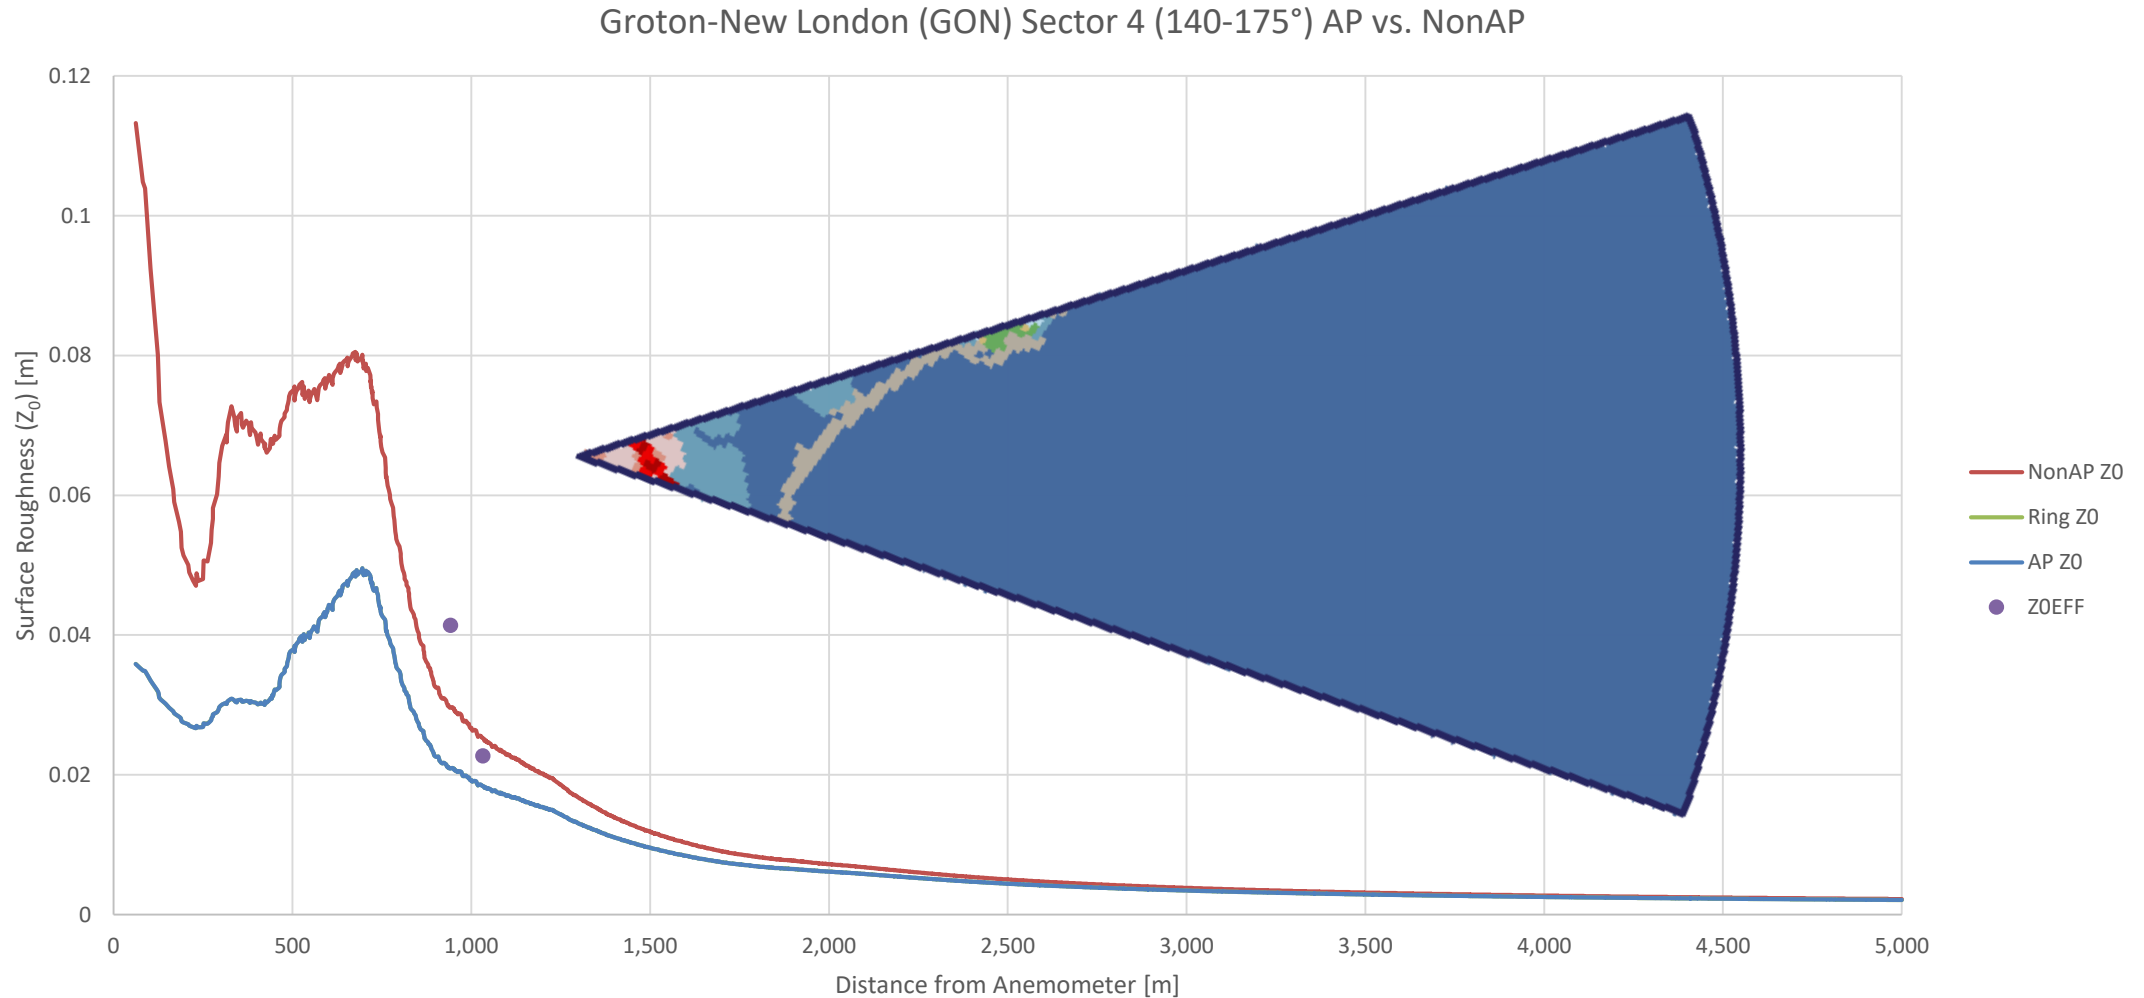 Groton-New London (GON) Sector 4 (140-175°) AP vs. NonAP
0.12
0.1
0.08
0.06
0.04
0.02
0
Surface Roughness (Z₀) [m]
0 500 1,000 1,500 2,000 2,500 3,000 3,500 4,000 4,500 5,000
Distance from Anemometer [m]
NonAP Z0
Ring Z0
AP Z0
Z0EFF